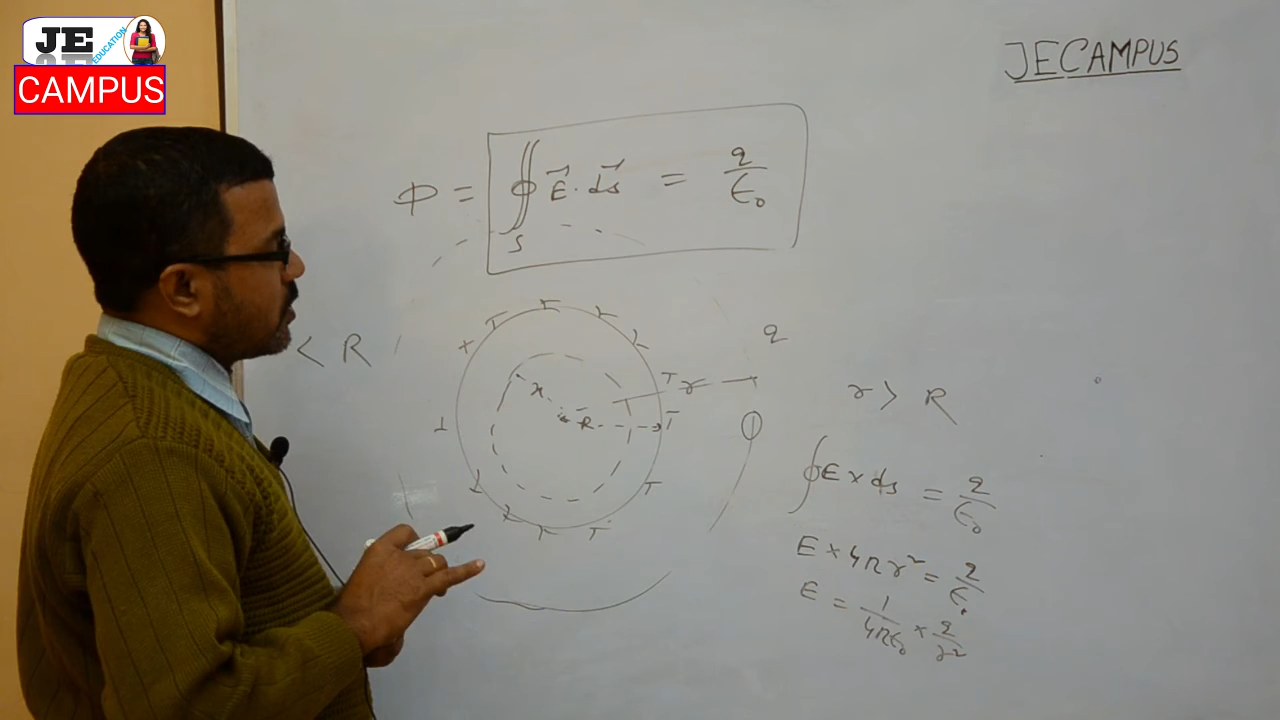 JE
EDUCATION
CAMPUS
JECAMPUS
Φ = ∯ E⃗ · ds⃗ = q/ε₀
S
< R
q
r
x
R
r > R
∮ E × ds = q/ε₀
E × 4πr² = q/ε₀
E = 1/4πε₀ × q/r²